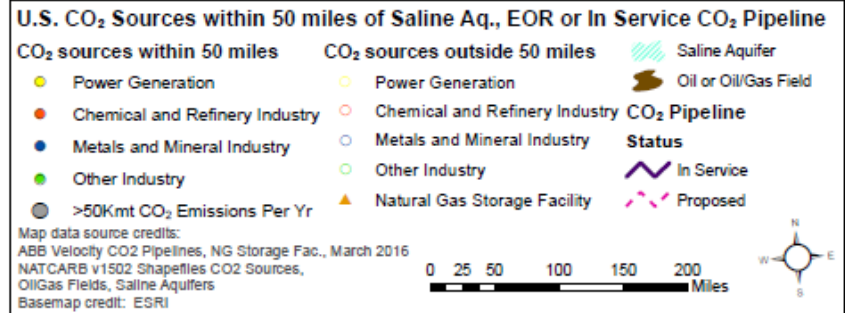 U.S. CO₂ Sources within 50 miles of Saline Aq., EOR or In Service CO₂ Pipeline
CO₂ sources within 50 miles
Power Generation
Chemical and Refinery Industry
Metals and Mineral Industry
Other Industry
>50Kmt CO₂ Emissions Per Yr
CO₂ sources outside 50 miles
Power Generation
Chemical and Refinery Industry
Metals and Mineral Industry
Other Industry
Natural Gas Storage Facility
Saline Aquifer
Oil or Oil/Gas Field
CO₂ Pipeline
Status
In Service
Proposed
Map data source credits:
ABB Velocity CO2 Pipelines, NG Storage Fac., March 2016
NATCARB v1502 Shapefiles CO2 Sources,
OilGas Fields, Saline Aquifers
Basemap credit: ESRI
0 25 50 100 150 200
Miles
N
W E
S